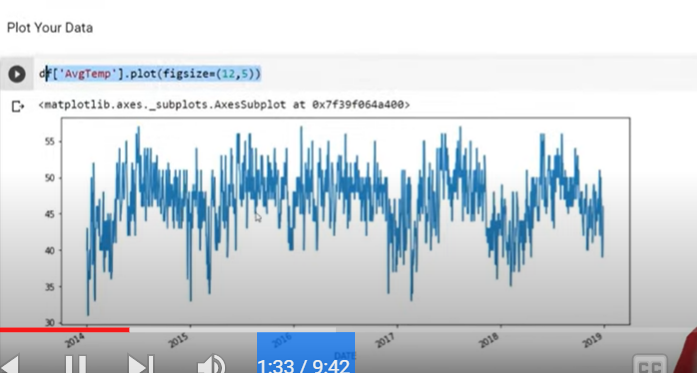 Plot Your Data
df['AvgTemp'].plot(figsize=(12,5))
<matplotlib.axes._subplots.AxesSubplot at 0x7f39f064a400>
55
50
45
40
35
30
2014
2015
2016
2017
2018
2019
DATE
1:33 / 9:42
CC